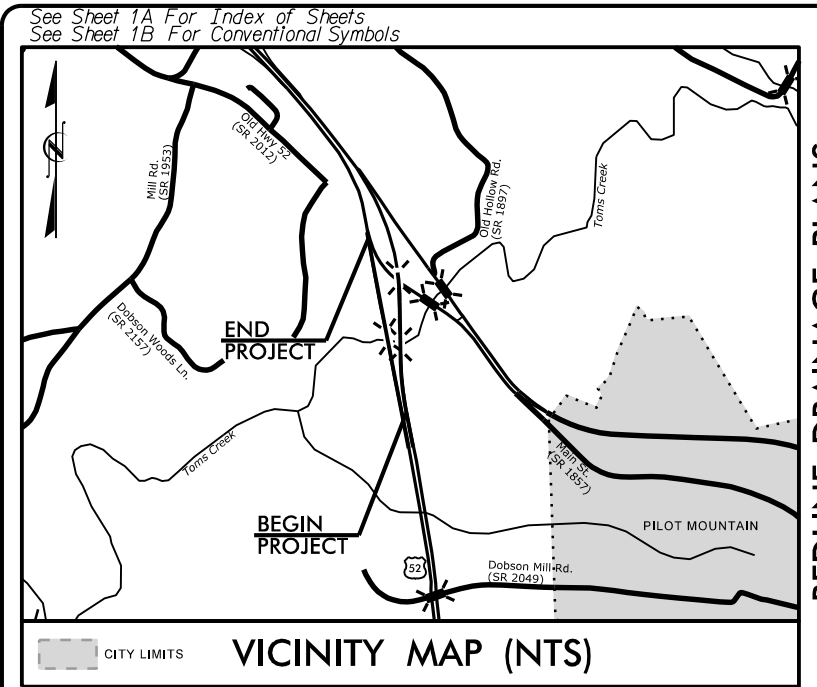 See Sheet 1A For Index of Sheets
See Sheet 1B For Conventional Symbols
N
Old Hwy 52
(SR 2012)
Mill Rd.
(SR 1953)
Old Hollow Rd.
(SR 1897)
Toms Creek
Dobson Woods Ln.
(SR 2157)
END
PROJECT
Toms Creek
Main St.
(SR 1857)
BEGIN
PROJECT
PILOT MOUNTAIN
52
Dobson Mill Rd.
(SR 2049)
CITY LIMITS
VICINITY MAP (NTS)